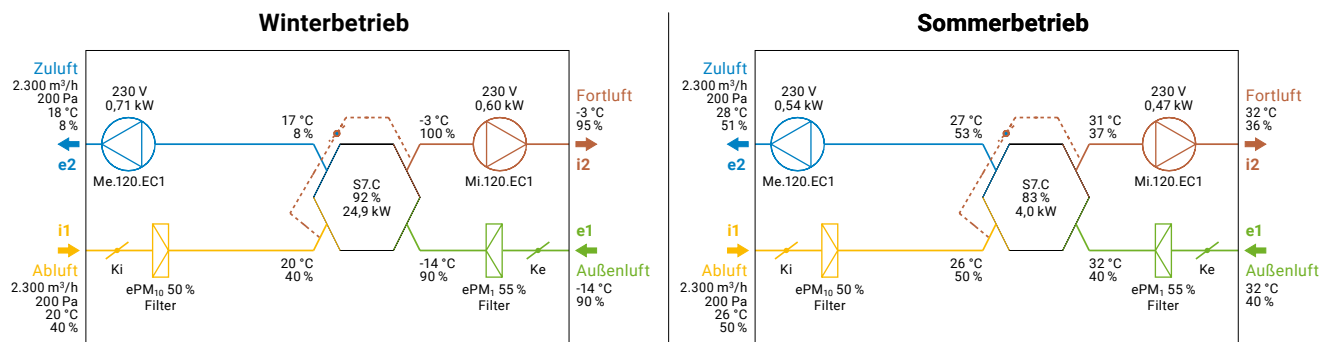 Winterbetrieb
Zuluft
2.300 m³/h
200 Pa
18 °C
8 %
e2
230 V
0,71 kW
Me.120.EC1
17 °C
8 %
-3 °C
100 %
230 V
0,60 kW
Mi.120.EC1
Fortluft
-3 °C
95 %
i2
S7.C
92 %
24,9 kW
i1
Abluft
2.300 m³/h
200 Pa
20 °C
40 %
Ki
ePM₁₀ 50 %
Filter
20 °C
40 %
-14 °C
90 %
ePM₁ 55 %
Filter
Ke
e1
Außenluft
-14 °C
90 %
Sommerbetrieb
Zuluft
2.300 m³/h
200 Pa
28 °C
51 %
e2
230 V
0,54 kW
Me.120.EC1
27 °C
53 %
31 °C
37 %
230 V
0,47 kW
Mi.120.EC1
Fortluft
32 °C
36 %
i2
S7.C
83 %
4,0 kW
i1
Abluft
2.300 m³/h
200 Pa
26 °C
50 %
Ki
ePM₁₀ 50 %
Filter
26 °C
50 %
32 °C
40 %
ePM₁ 55 %
Filter
Ke
e1
Außenluft
32 °C
40 %